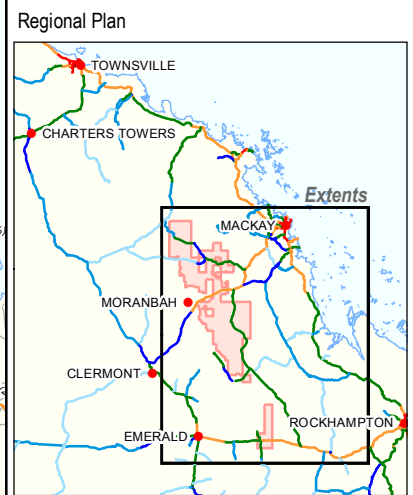 Regional Plan
TOWNSVILLE
CHARTERS TOWERS
Extents
MACKAY
MORANBAH
CLERMONT
ROCKHAMPTON
EMERALD